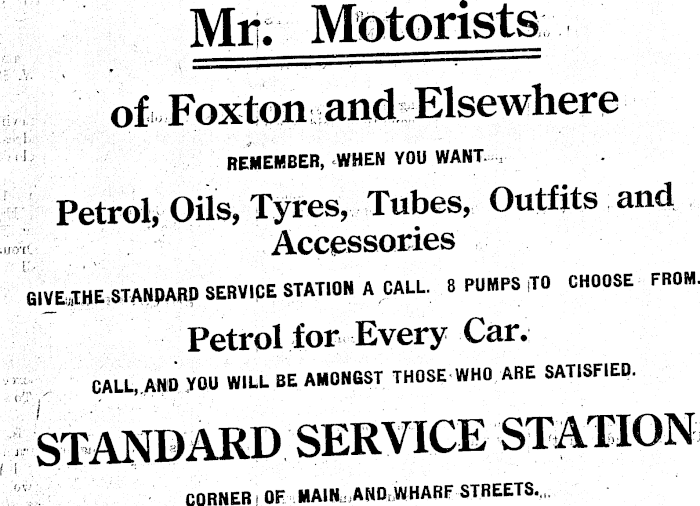 Mr. Motorists
of Foxton and Elsewhere
REMEMBER, WHEN YOU WANT
Petrol, Oils, Tyres, Tubes, Outfits and
Accessories
GIVE THE STANDARD SERVICE STATION A CALL. 8 PUMPS TO CHOOSE FROM.
Petrol for Every Car.
CALL, AND YOU WILL BE AMONGST THOSE WHO ARE SATISFIED.
STANDARD SERVICE STATION
CORNER OF MAIN AND WHARF STREETS.